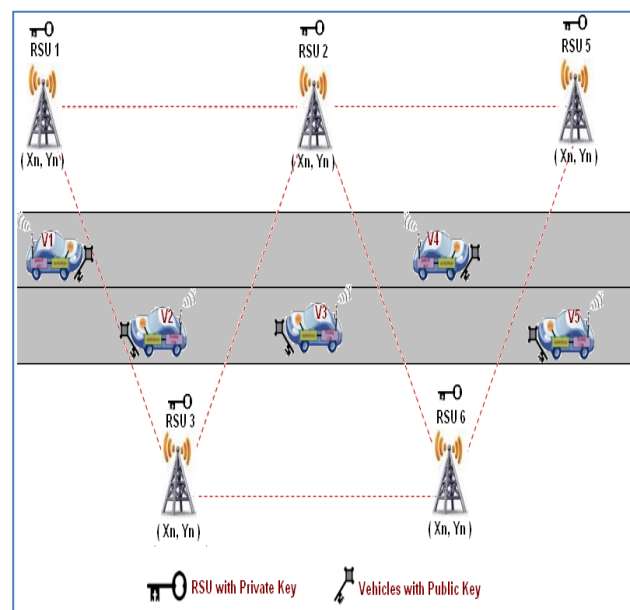 RSU 1
RSU 2
RSU 5
( Xn, Yn )
( Xn, Yn )
( Xn, Yn )
V1
V4
V2
V3
V5
RSU 3
RSU 6
( Xn, Yn )
( Xn, Yn )
RSU with Private Key
Vehicles with Public Key